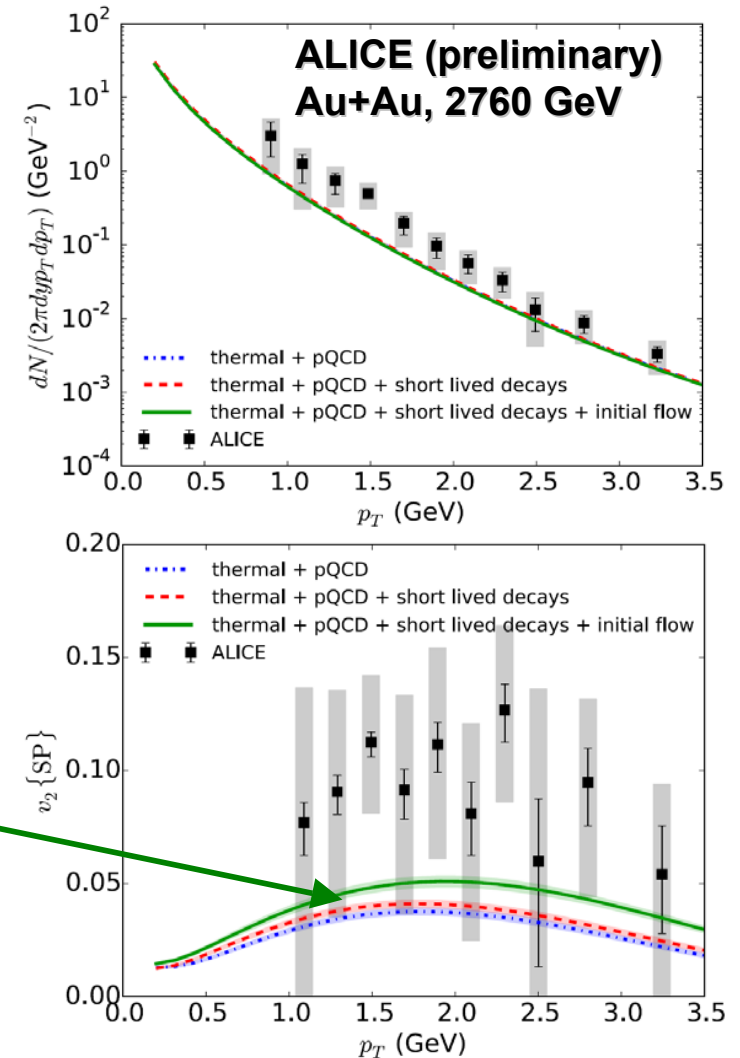 ALICE (preliminary)
Au+Au, 2760 GeV
10^2
10^1
10^0
10^-1
10^-2
10^-3
10^-4
dN/(2πdyp_T dp_T) (GeV^-2)
thermal + pQCD
thermal + pQCD + short lived decays
thermal + pQCD + short lived decays + initial flow
ALICE
0.0 0.5 1.0 1.5 2.0 2.5 3.0 3.5
p_T (GeV)
0.20
0.15
0.10
0.05
0.00
v_2{SP}
thermal + pQCD
thermal + pQCD + short lived decays
thermal + pQCD + short lived decays + initial flow
ALICE
0.0 0.5 1.0 1.5 2.0 2.5 3.0 3.5
p_T (GeV)